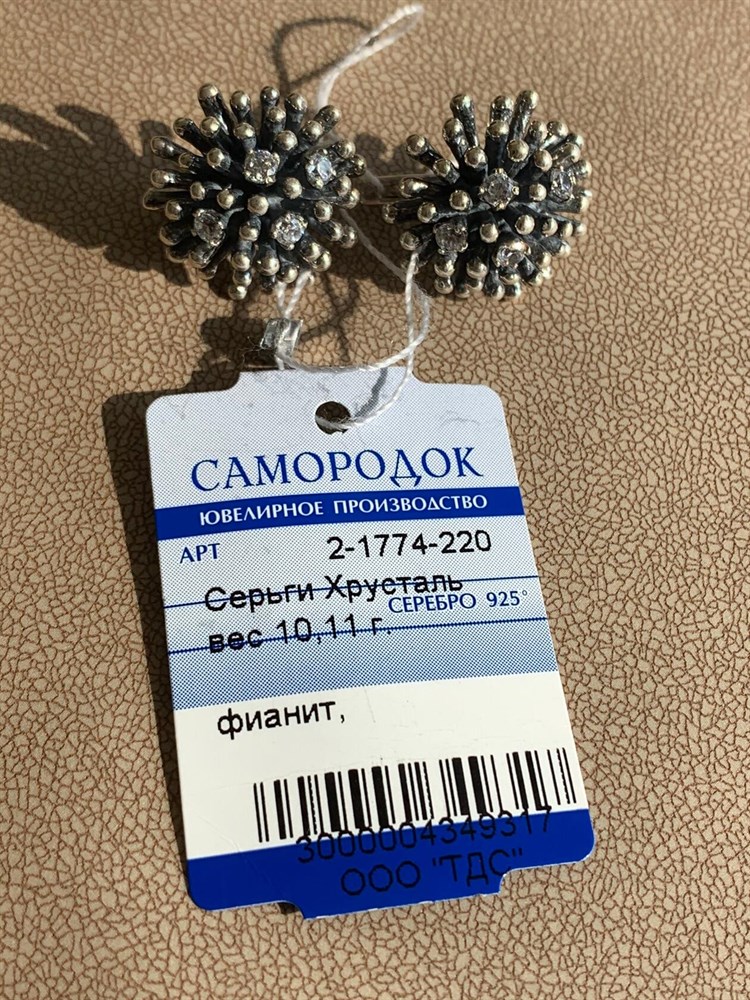 САМОРОДОК
ЮВЕЛИРНОЕ ПРОИЗВОДСТВО
АРТ 2-1774-220
Серьги Хрусталь
СЕРЕБРО 925°
вес 10,11 г.
фианит,
3000004349317
ООО "ТДС"